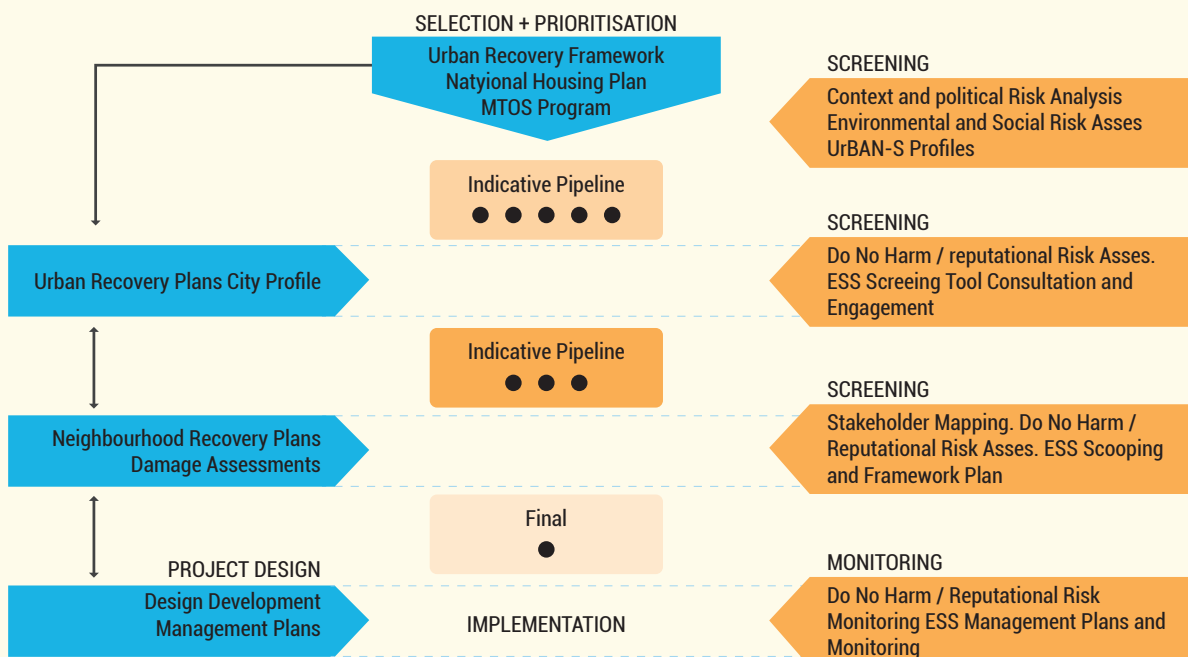 SELECTION + PRIORITISATION
Urban Recovery Framework
Natyional Housing Plan
MTOS Program
SCREENING
Context and political Risk Analysis
Environmental and Social Risk Asses
UrBAN-S Profiles
Indicative Pipeline
SCREENING
Urban Recovery Plans City Profile
Do No Harm / reputational Risk Asses.
ESS Screeing Tool Consultation and
Engagement
Indicative Pipeline
SCREENING
Neighbourhood Recovery Plans
Damage Assessments
Stakeholder Mapping. Do No Harm /
Reputational Risk Asses. ESS Scooping
and Framework Plan
Final
PROJECT DESIGN
Design Development
Management Plans
IMPLEMENTATION
MONITORING
Do No Harm / Reputational Risk
Monitoring ESS Management Plans and
Monitoring